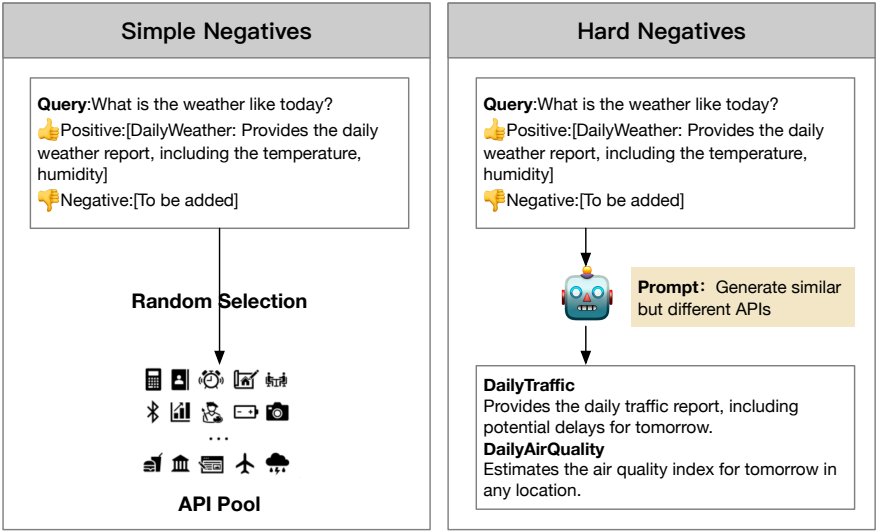 Simple Negatives
Query:What is the weather like today?
👍Positive:[DailyWeather: Provides the daily
weather report, including the temperature,
humidity]
👎Negative:[To be added]
Random Selection
...
API Pool
Hard Negatives
Query:What is the weather like today?
👍Positive:[DailyWeather: Provides the daily
weather report, including the temperature,
humidity]
👎Negative:[To be added]
Prompt： Generate similar
but different APIs
DailyTraffic
Provides the daily traffic report, including
potential delays for tomorrow.
DailyAirQuality
Estimates the air quality index for tomorrow in
any location.